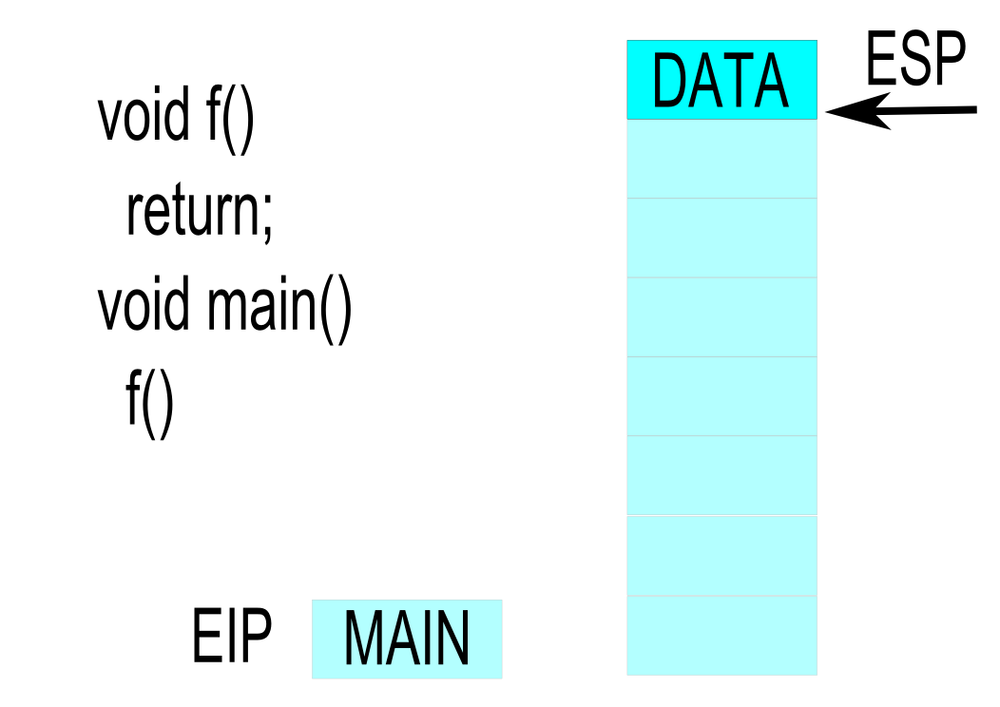 void f()
return;
void main()
f()
EIP MAIN
DATA
ESP